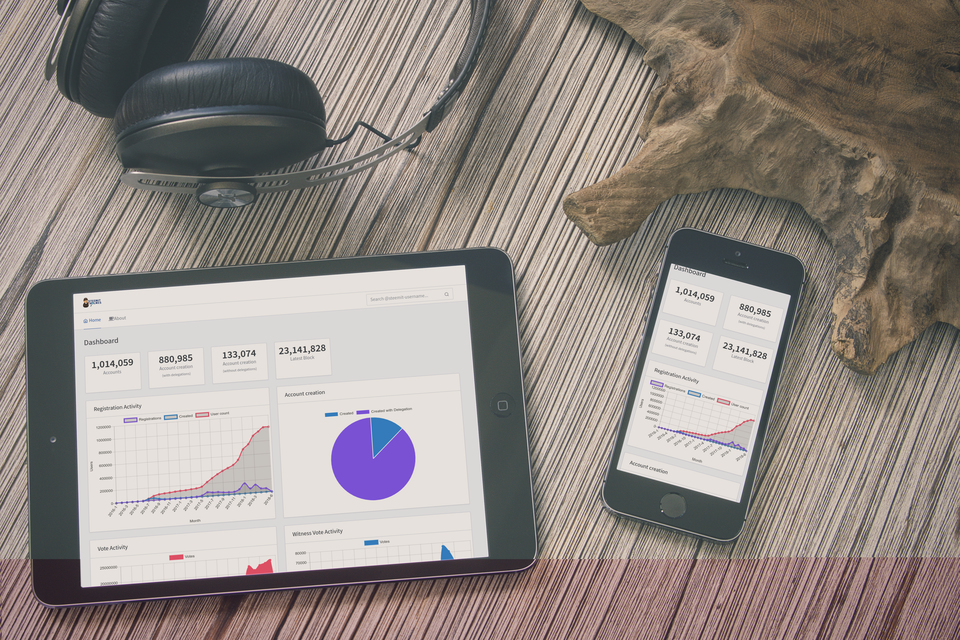 Search @steemit-username...
Home About
Dashboard
1,014,059
Accounts
880,985
Account creation
(with delegation)
133,074
Account creation
(without delegation)
23,141,828
Latest Block
Registration Activity
Registrations Created User count
Users
1200000
1000000
800000
600000
400000
200000
0
Month
Account creation
Created Created with Delegation
Vote Activity
Votes
Witness Vote Activity
Votes
Dashboard
1,014,059
Accounts
880,985
Account creation
(with delegation)
133,074
Account creation
23,141,828
Latest Block
Registration Activity
Registrations Created User count
Month
Account creation